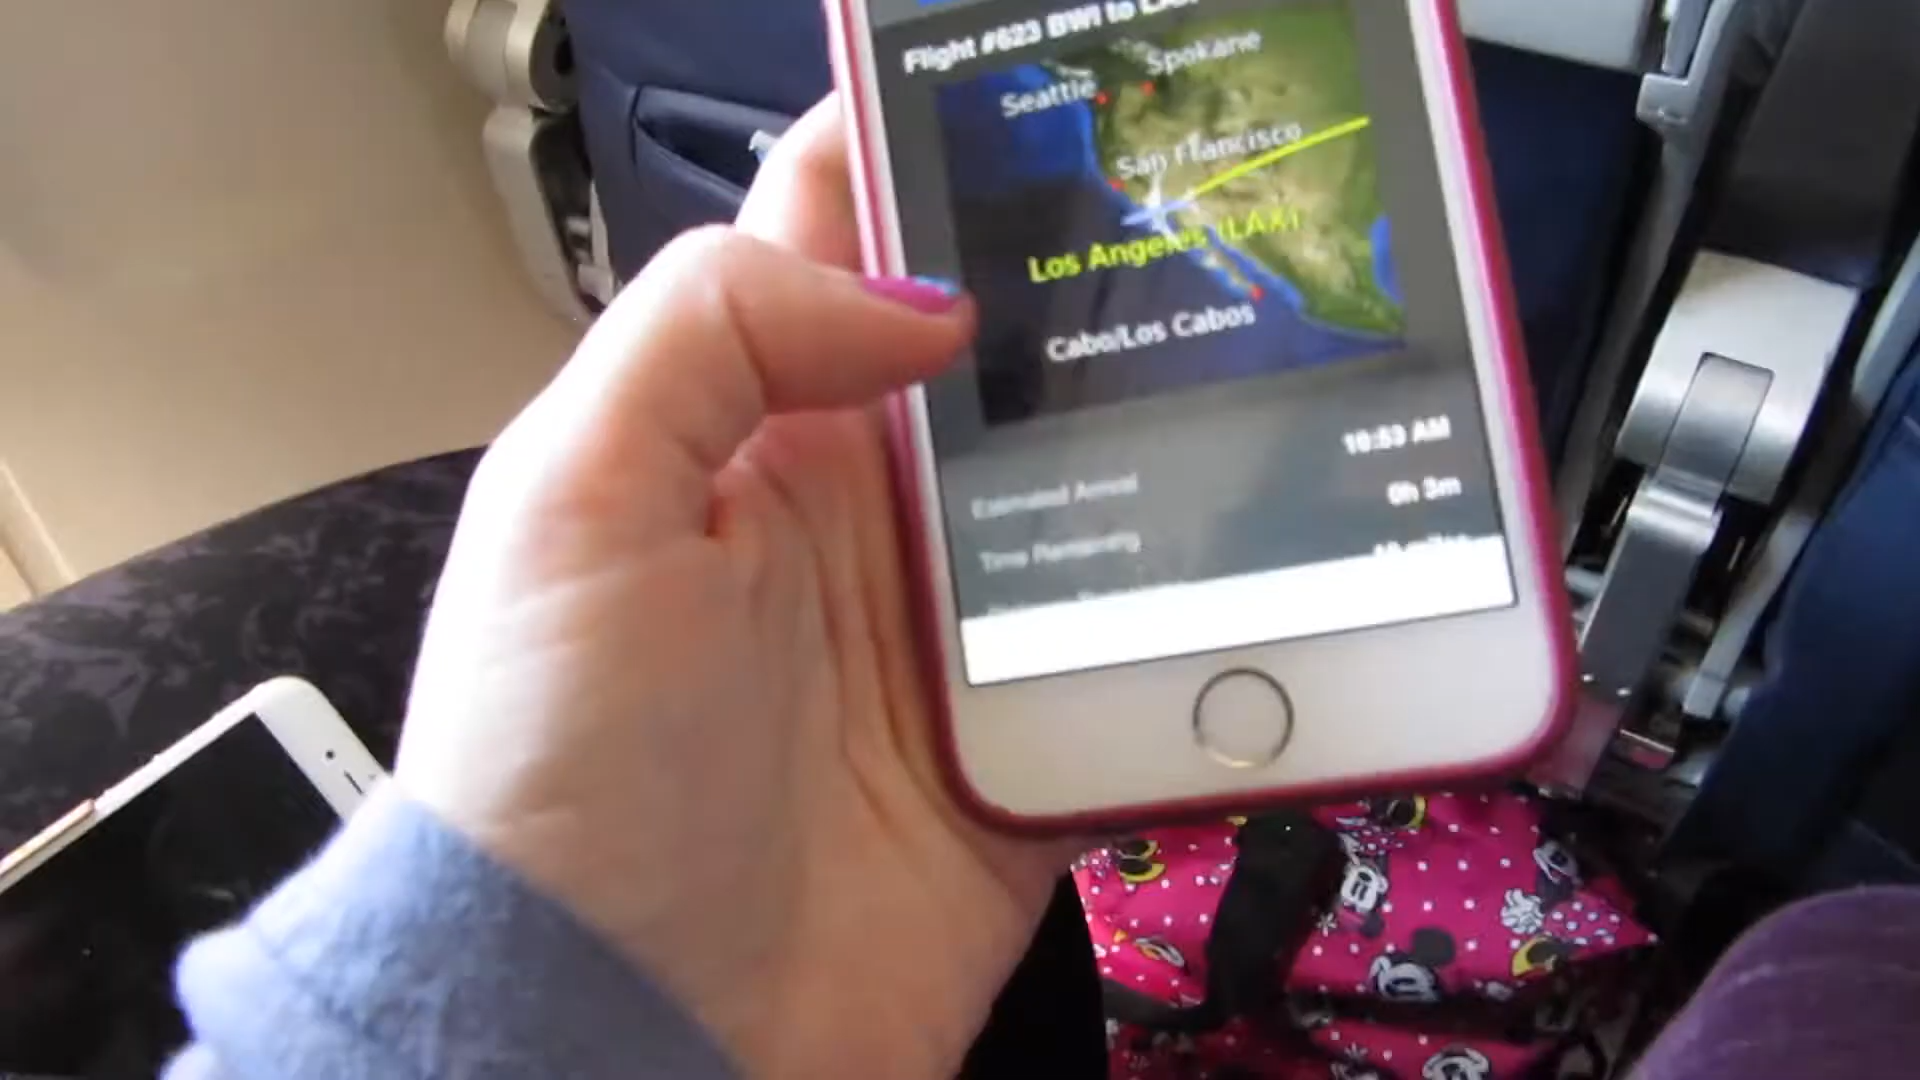 Flight #623 BWI to LAX
Spokane
Seattle
San Francisco
Los Angeles (LAX)
Cabo/Los Cabos
10:53 AM
Estimated Arrival
0h 3m
Time Remaining